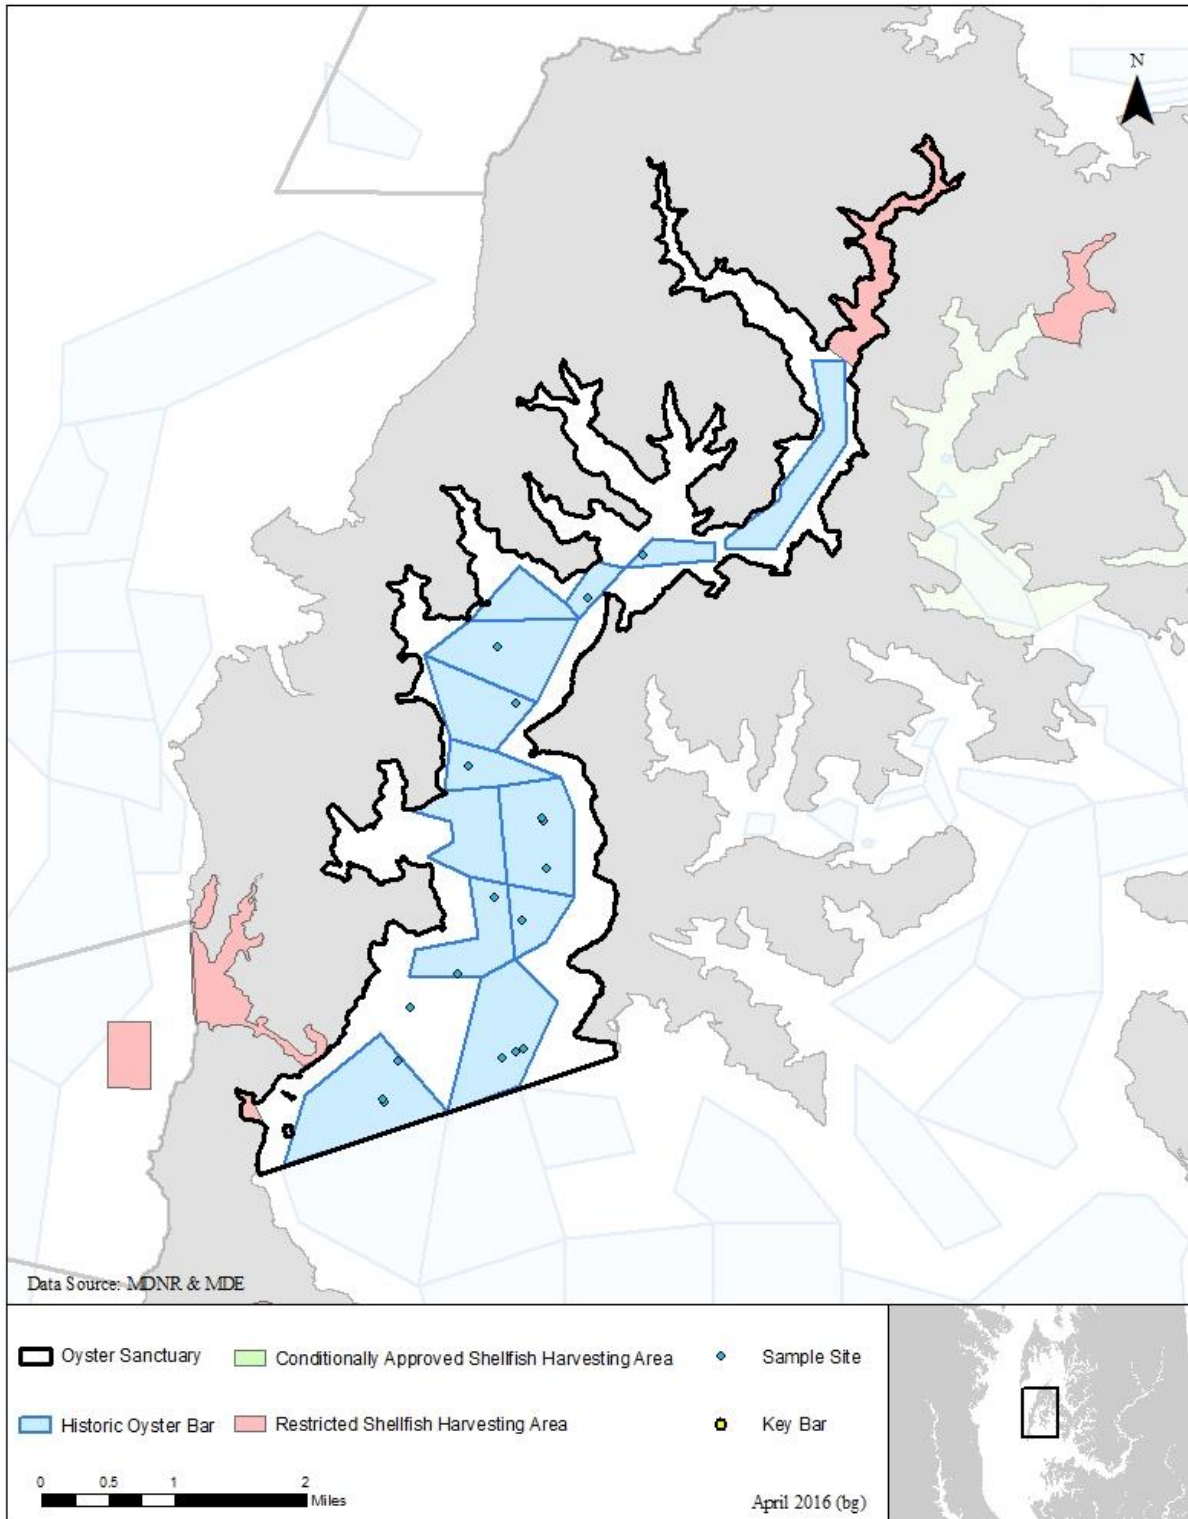 N
Data Source: MDNR & MDE
Oyster Sanctuary
Conditionally Approved Shellfish Harvesting Area
Sample Site
Historic Oyster Bar
Restricted Shellfish Harvesting Area
Key Bar
0 0.5 1 2
Miles
April 2016 (bg)